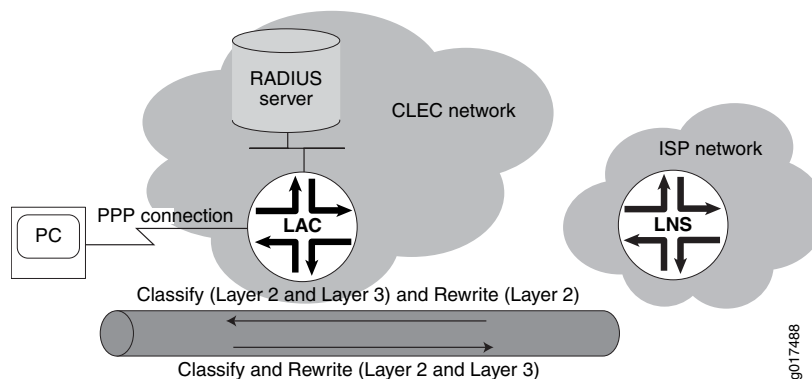 RADIUS
server
CLEC network
ISP network
PPP connection
PC
LAC
LNS
Classify (Layer 2 and Layer 3) and Rewrite (Layer 2)
Classify and Rewrite (Layer 2 and Layer 3)
g017488